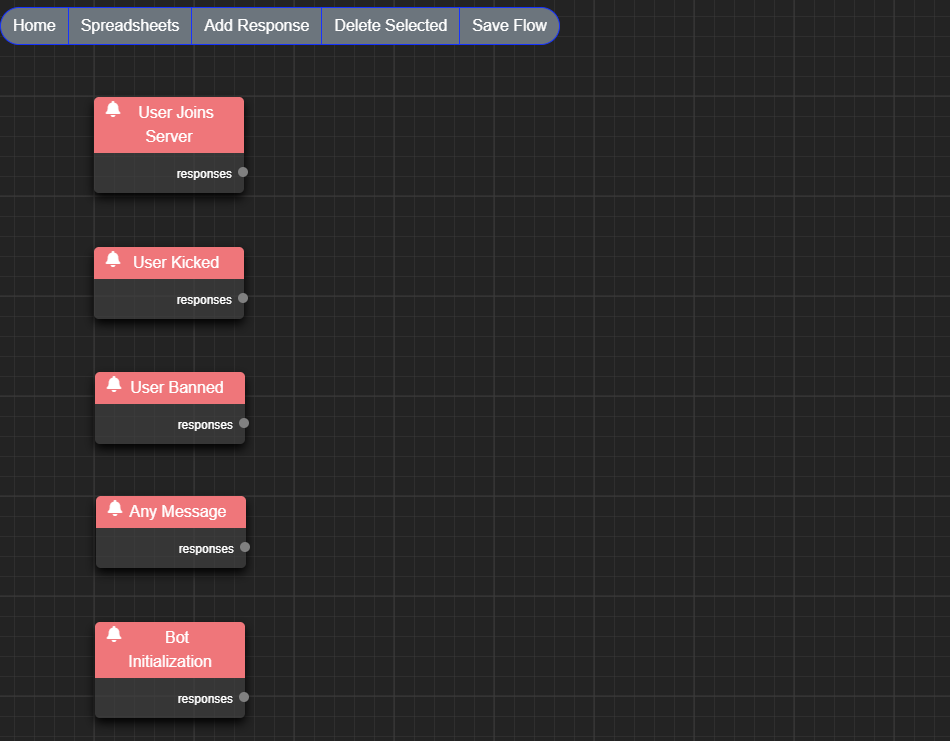 Home Spreadsheets Add Response Delete Selected Save Flow
User Joins
Server
responses
User Kicked
responses
User Banned
responses
Any Message
responses
Bot
Initialization
responses